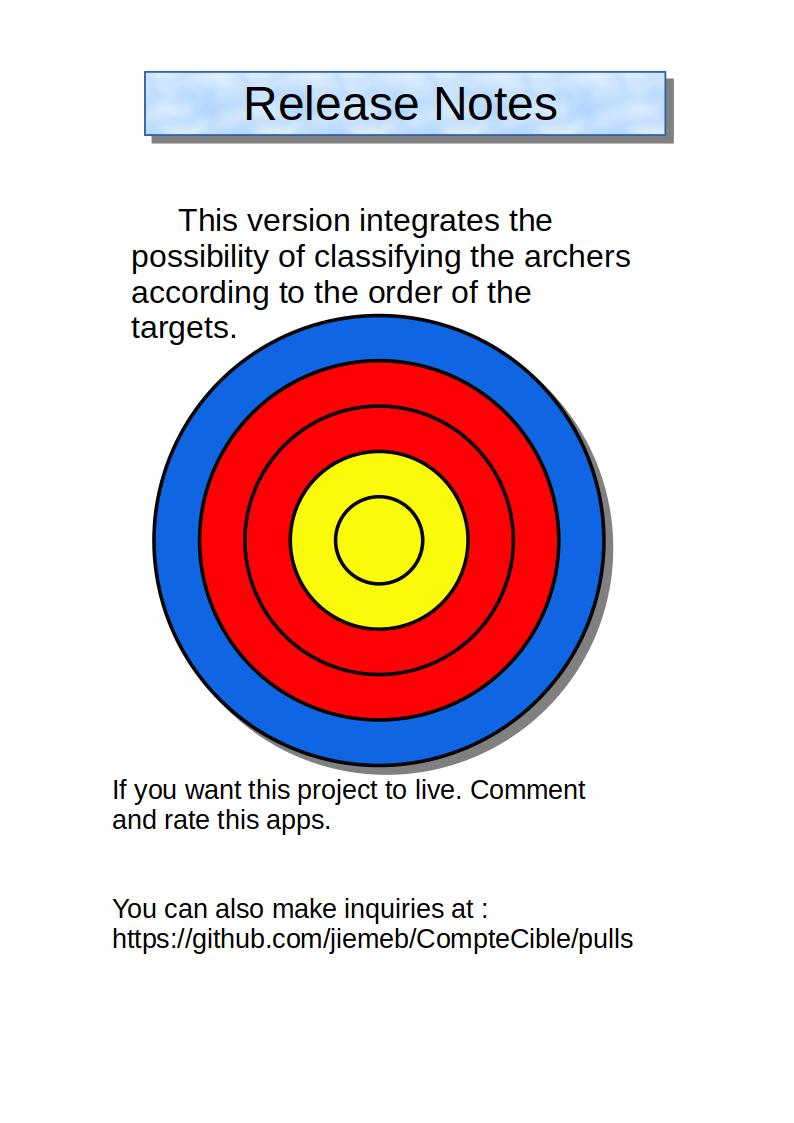 Release Notes
This version integrates the
possibility of classifying the archers
according to the order of the
targets.
If you want this project to live. Comment
and rate this apps.
You can also make inquiries at :
https://github.com/jiemeb/CompteCible/pulls